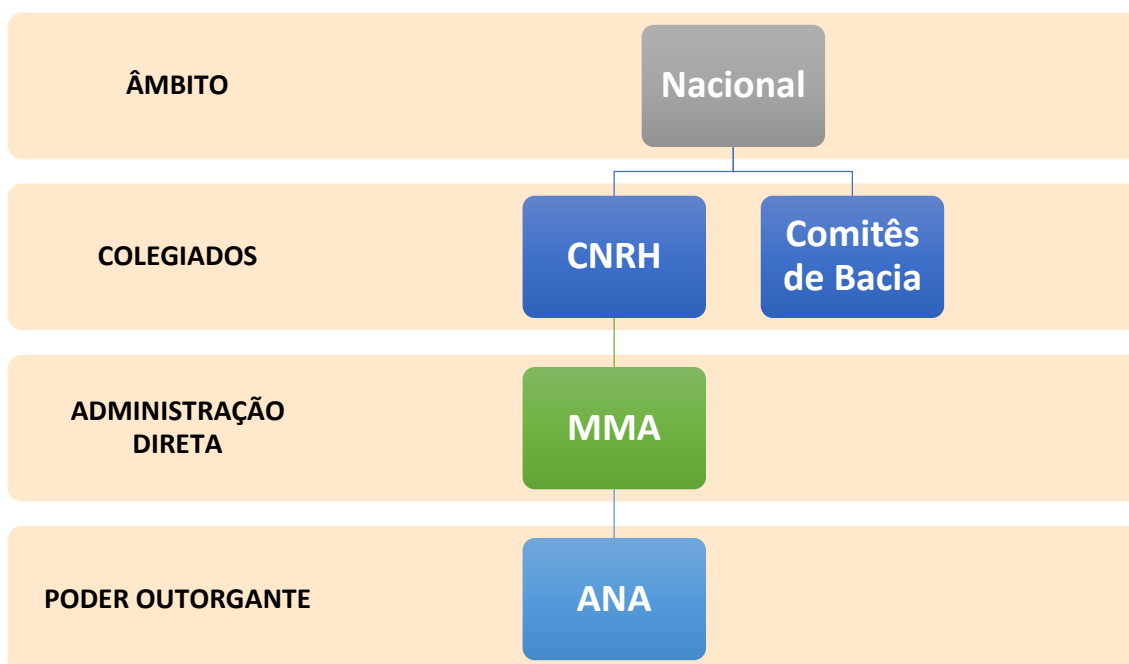 ÂMBITO
Nacional
COLEGIADOS
CNRH
Comitês
de Bacia
ADMINISTRAÇÃO
DIRETA
MMA
PODER OUTORGANTE
ANA